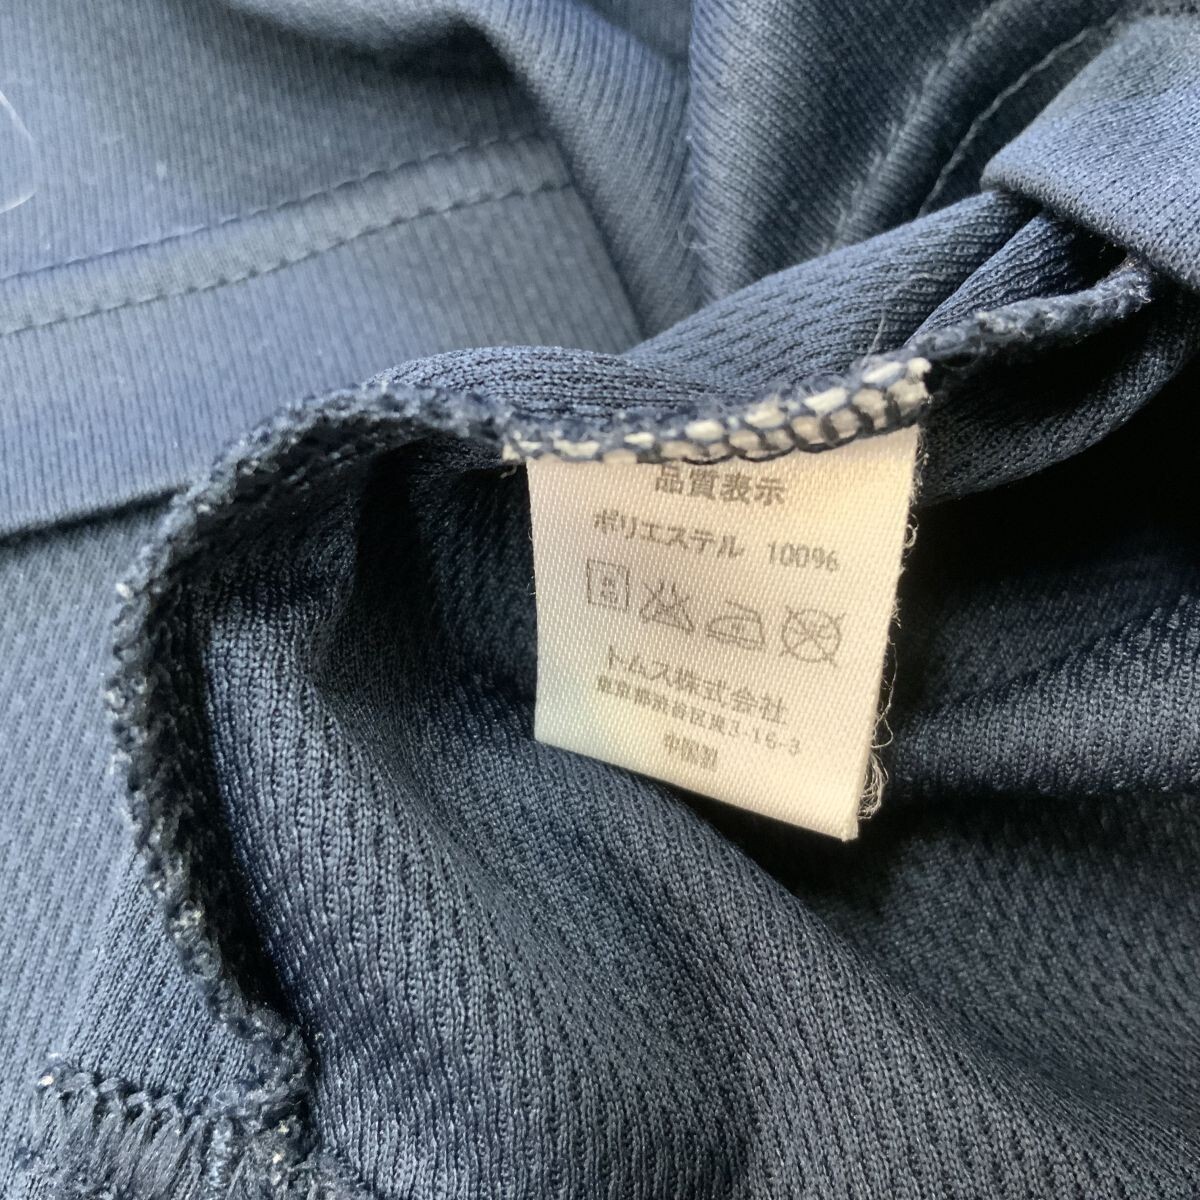 品質表示
ポリエステル 100%
トムス株式会社
東京都渋谷区東3-16-3
中国製